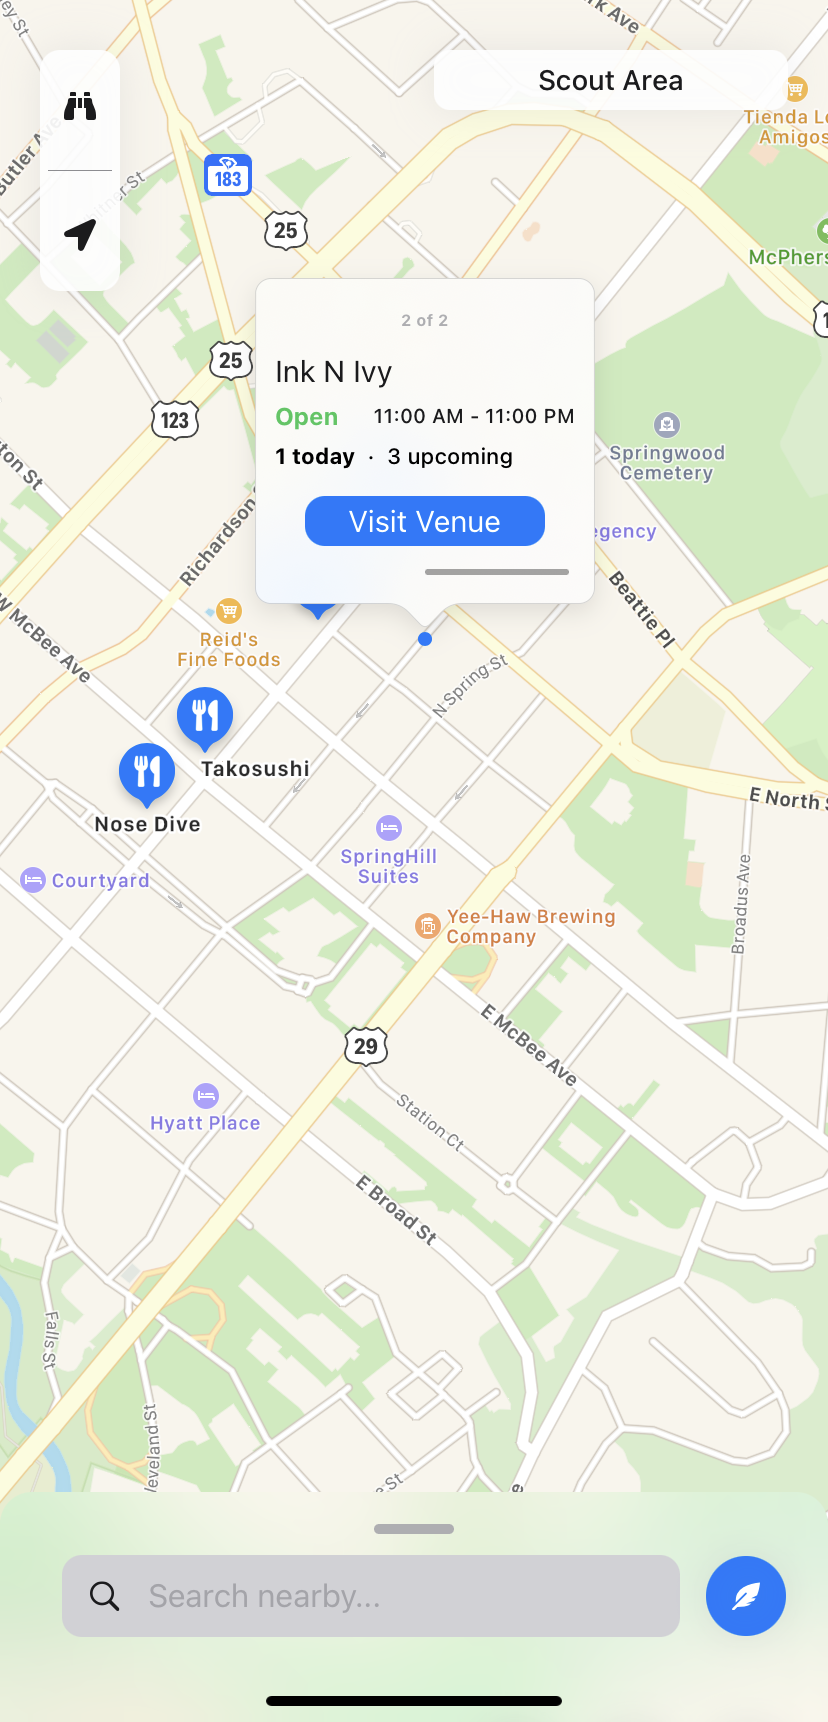 Scout Area
Tienda Lo
Amigos
Butler Ave
183
25
McPhers
2 of 2
Ink N Ivy
Open 11:00 AM - 11:00 PM
1 today · 3 upcoming
Visit Venue
25
123
Springwood
Cemetery
egency
ton St
Richardson
Beattie Pl
W McBee Ave
Reid's
Fine Foods
N Spring St
Takosushi
Nose Dive
E North S
SpringHill
Suites
Courtyard
Broadus Ave
Yee-Haw Brewing
Company
E McBee Ave
29
Station Ct
Hyatt Place
E Broad St
Falls St
leveland St
e St
Search nearby...